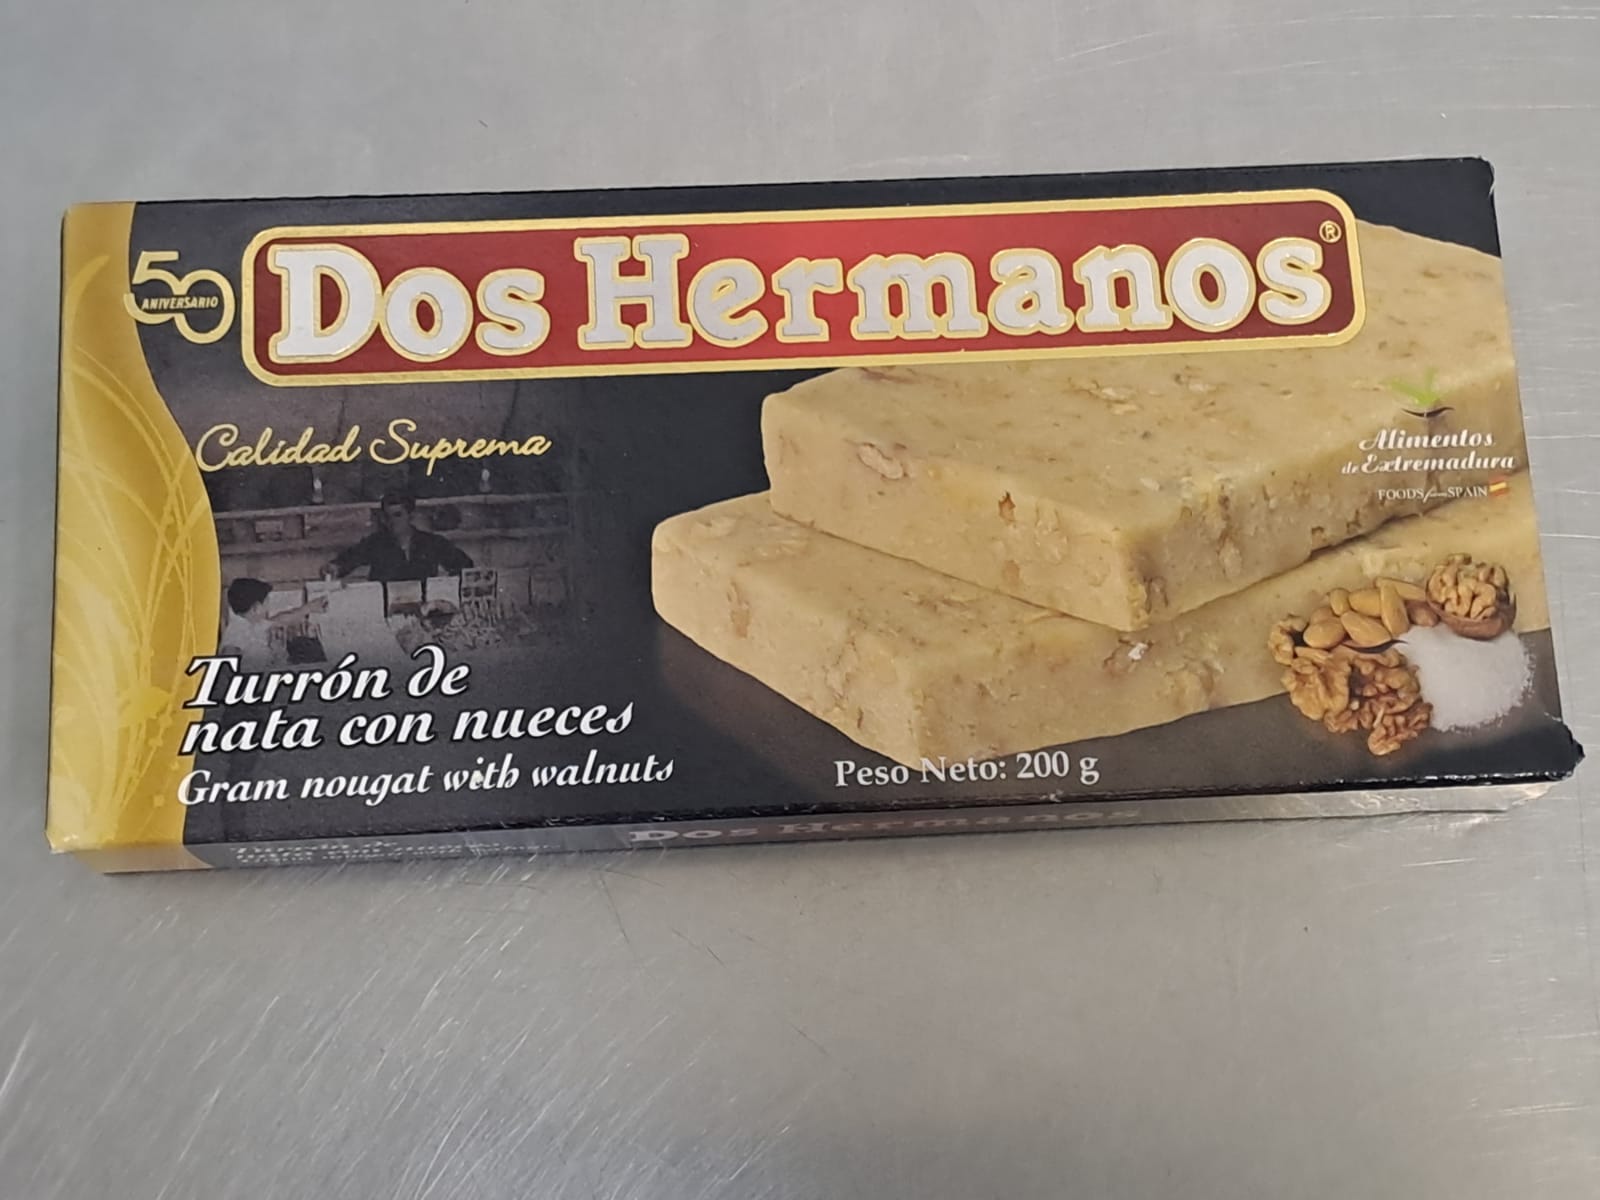 50
ANIVERSARIO
Dos Hermanos®
Calidad Suprema
Alimentos
de Extremadura
FOODS from SPAIN
Turrón de
nata con nueces
Gram nougat with walnuts
Peso Neto: 200 g
Dos Hermanos